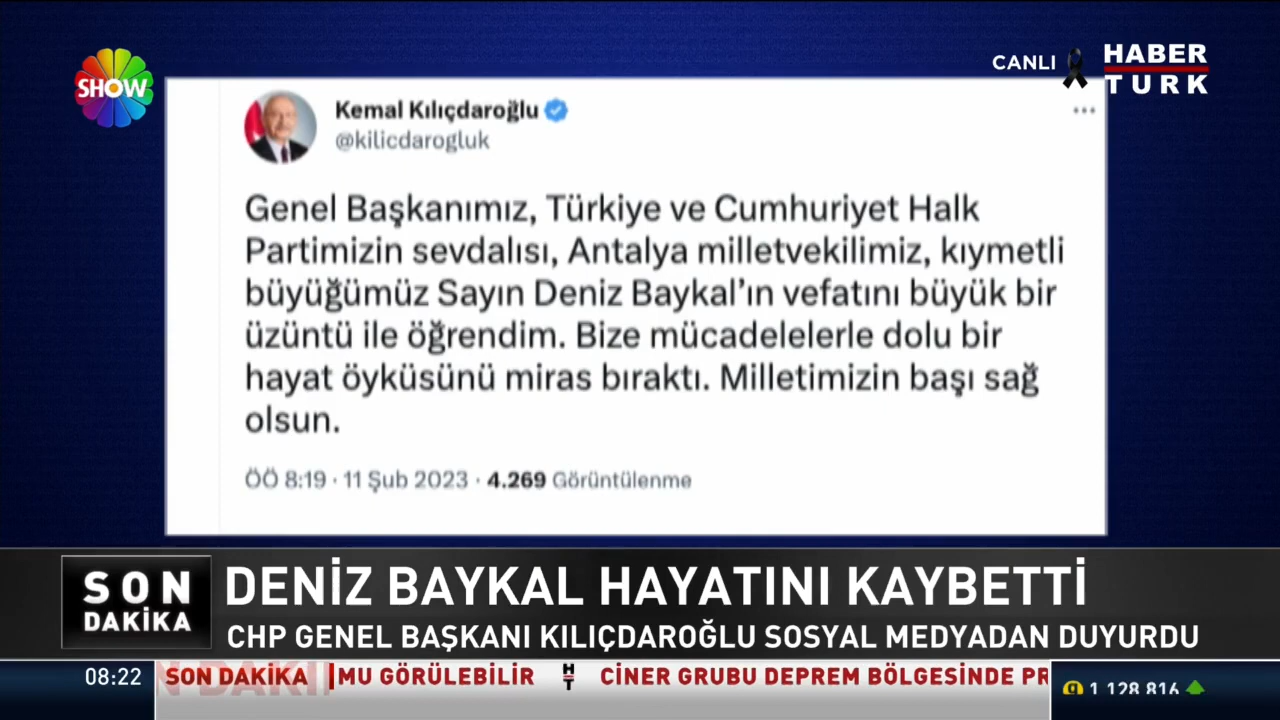 SHOW
CANLI
HABER
TURK
Kemal Kılıçdaroğlu
@kilicdarogluk
Genel Başkanımız, Türkiye ve Cumhuriyet Halk
Partimizin sevdalısı, Antalya milletvekilimiz, kıymetli
büyüğümüz Sayın Deniz Baykal'ın vefatını büyük bir
üzüntü ile öğrendim. Bize mücadelelerle dolu bir
hayat öyküsünü miras bıraktı. Milletimizin başı sağ
olsun.
ÖÖ 8:19 · 11 Şub 2023 · 4.269 Görüntülenme
SON
DAKİKA
DENİZ BAYKAL HAYATINI KAYBETTİ
CHP GENEL BAŞKANI KILIÇDAROĞLU SOSYAL MEDYADAN DUYURDU
08:22 SON DAKİKA MU GÖRÜLEBİLİR HT CİNER GRUBU DEPREM BÖLGESİNDE PR